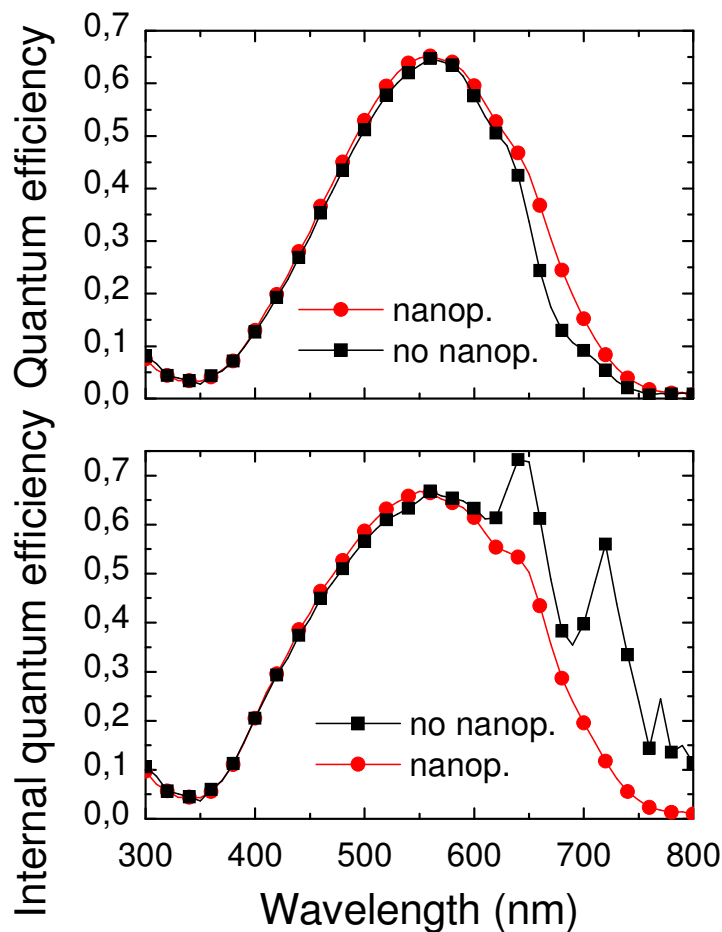 Quantum efficiency
0,7
0,6
0,5
0,4
0,3
0,2
0,1
0,0
nanop.
no nanop.
Internal quantum efficiency
0,7
0,6
0,5
0,4
0,3
0,2
0,1
0,0
no nanop.
nanop.
300 400 500 600 700 800
Wavelength (nm)